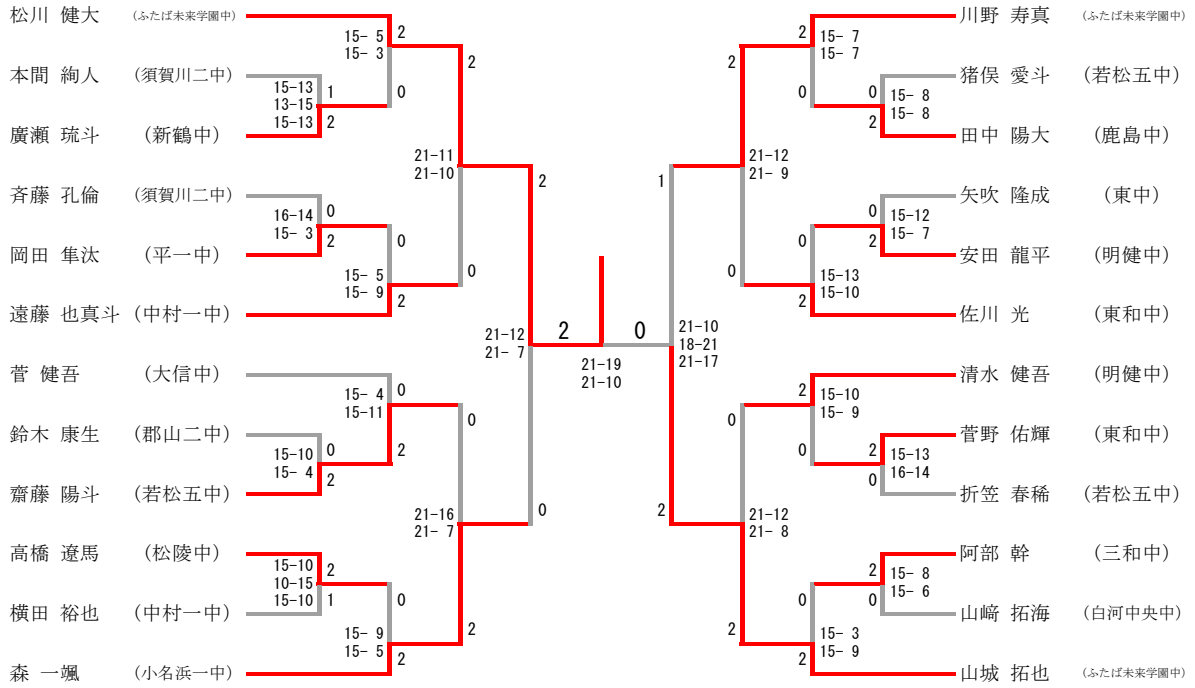 松川 健大 (ふたば未来学園中)
本間 絢人 (須賀川二中)
廣瀬 琉斗 (新鶴中)
斉藤 孔倫 (須賀川二中)
岡田 隼汰 (平一中)
遠藤 也真斗 (中村一中)
菅 健吾 (大信中)
鈴木 康生 (郡山二中)
齋藤 陽斗 (若松五中)
高橋 遼馬 (松陵中)
横田 裕也 (中村一中)
森 一颯 (小名浜一中)
15-13 1
13-15
15-13 2
16-14 0
15- 3 2
15-10 0
15- 4 2
15-10 2
10-15
15-10 1
15- 5 2
15- 3
0
0
15- 5
15- 9 2
0
15- 4
15-11
2
0
15- 9
15- 5 2
2
21-11
21-10
0
0
21-16
21- 7
2
2
21-12
21- 7
0
2 0
21-19
21-10
1
21-10
18-21
21-17
2
2
21-12
21- 9
0
0
21-12
21- 8
2
2 15- 7
15- 7
0
0
15-13
15-10
2
2 15-10
15- 9
0
0
15- 3
15- 9
2
0 15- 8
2 15- 8
0 15-12
2 15- 7
2 15-13
16-14
0
2 15- 8
0 15- 6
川野 寿真 (ふたば未来学園中)
猪俣 愛斗 (若松五中)
田中 陽大 (鹿島中)
矢吹 隆成 (東中)
安田 龍平 (明健中)
佐川 光 (東和中)
清水 健吾 (明健中)
菅野 佑輝 (東和中)
折笠 春稀 (若松五中)
阿部 幹 (三和中)
山﨑 拓海 (白河中央中)
山城 拓也 (ふたば未来学園中)